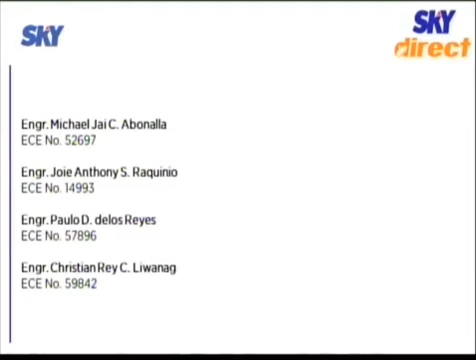 SKY
SKY
direct
Engr. Michael Jai C. Abonalla
ECE No. 52697
Engr. Joie Anthony S. Raquinio
ECE No. 14993
Engr. Paulo D. delos Reyes
ECE No. 57896
Engr. Christian Rey C. Liwanag
ECE No. 59842